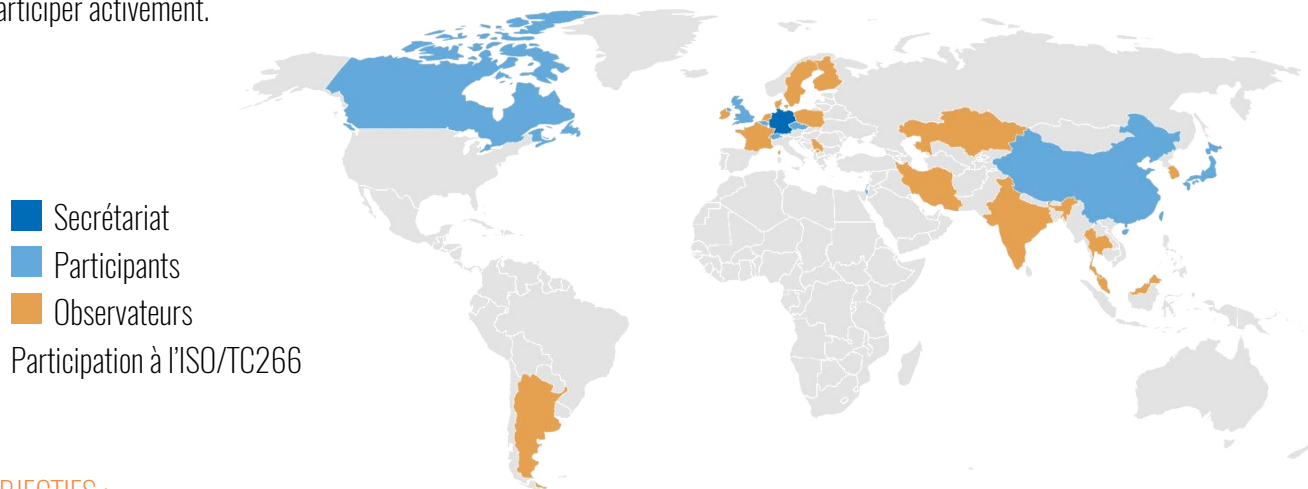 articiper activement.
Secrétariat
Participants
Observateurs
Participation à l'ISO/TC266